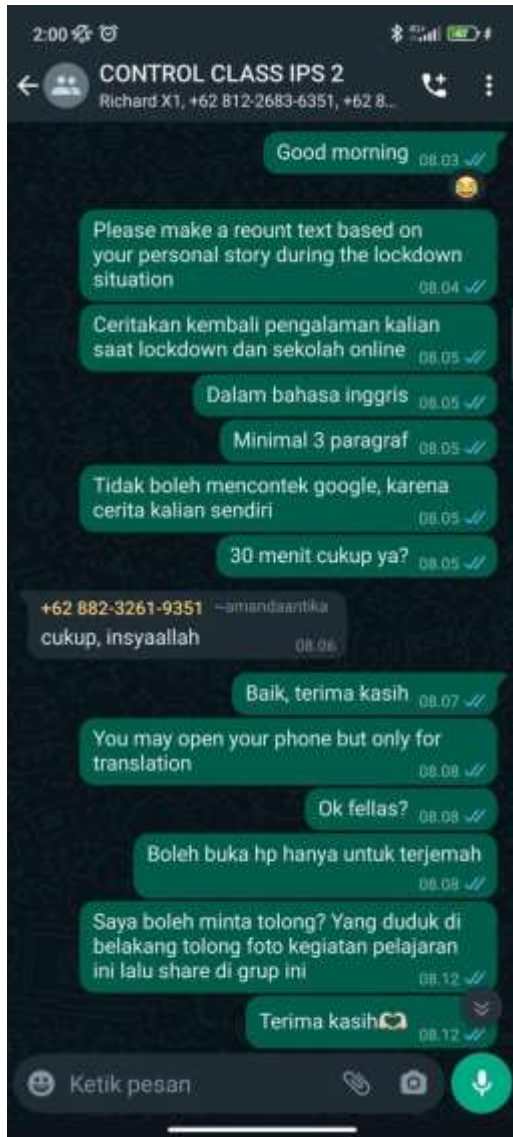 2:00
CONTROL CLASS IPS 2
Richard X1, +62 812-2683-6351, +62 8...
Good morning 08.03
Please make a reount text based on
your personal story during the lockdown
situation 08.04
Ceritakan kembali pengalaman kalian
saat lockdown dan sekolah online 08.05
Dalam bahasa inggris 08.05
Minimal 3 paragraf 08.05
Tidak boleh mencontek google, karena
cerita kalian sendiri 08.05
30 menit cukup ya? 08.05
+62 882-3261-9351 ~amandaantika
cukup, insyaallah 08.06
Baik, terima kasih 08.07
You may open your phone but only for
translation 08.08
Ok fellas? 08.08
Boleh buka hp hanya untuk terjemah
08.08
Saya boleh minta tolong? Yang duduk di
belakang tolong foto kegiatan pelajaran
ini lalu share di grup ini 08.12
Terima kasih 08.12
Ketik pesan